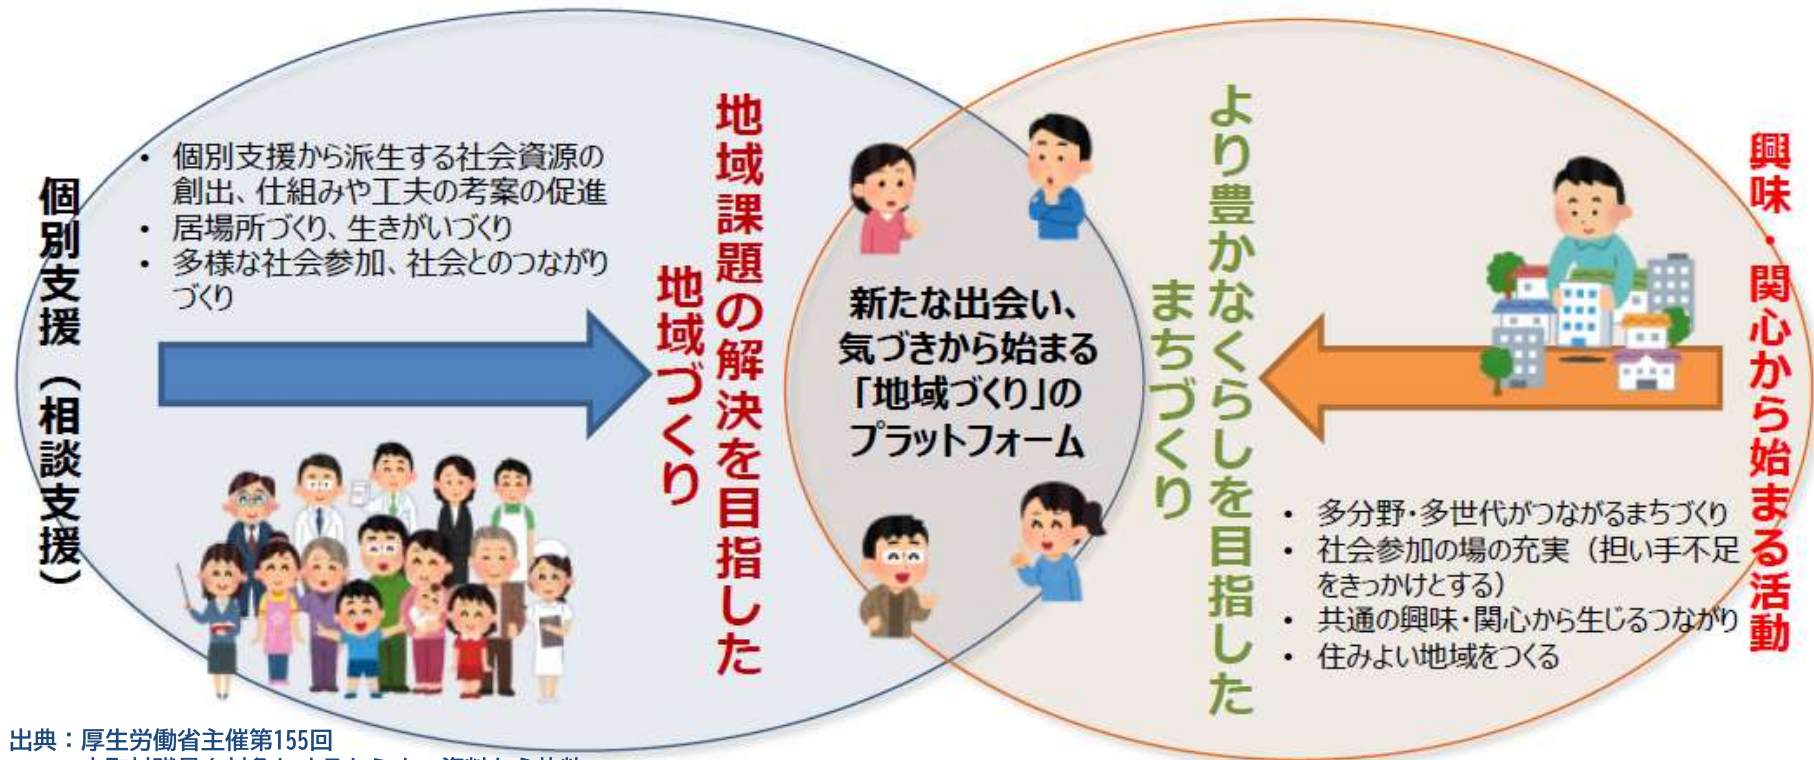 個別支援（相談支援）
• 個別支援から派生する社会資源の
創出、仕組みや工夫の考案の促進
• 居場所づくり、生きがいづくり
• 多様な社会参加、社会とのつながり
づくり
地域課題の解決を目指した
地域づくり
新たな出会い、
気づきから始まる
「地域づくり」の
プラットフォーム
より豊かなくらしを目指した
まちづくり
興味・関心から始まる活動
• 多分野・多世代がつながるまちづくり
• 社会参加の場の充実（担い手不足
をきっかけとする）
• 共通の興味・関心から生じるつながり
• 住みよい地域をつくる
出典：厚生労働省主催第155回